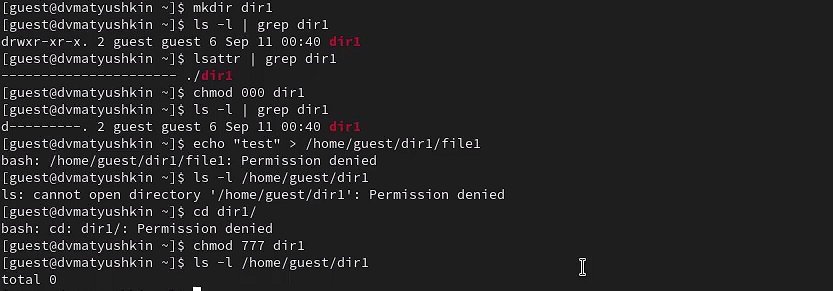 [guest@dvmatyushkin ~]$ mkdir dir1
[guest@dvmatyushkin ~]$ ls -l | grep dir1
drwxr-xr-x. 2 guest guest 6 Sep 11 00:40 dir1
[guest@dvmatyushkin ~]$ lsattr | grep dir1
---------------------- ./dir1
[guest@dvmatyushkin ~]$ chmod 000 dir1
[guest@dvmatyushkin ~]$ ls -l | grep dir1
d---------. 2 guest guest 6 Sep 11 00:40 dir1
[guest@dvmatyushkin ~]$ echo "test" > /home/guest/dir1/file1
bash: /home/guest/dir1/file1: Permission denied
[guest@dvmatyushkin ~]$ ls -l /home/guest/dir1
ls: cannot open directory '/home/guest/dir1': Permission denied
[guest@dvmatyushkin ~]$ cd dir1/
bash: cd: dir1/: Permission denied
[guest@dvmatyushkin ~]$ chmod 777 dir1
[guest@dvmatyushkin ~]$ ls -l /home/guest/dir1
total 0